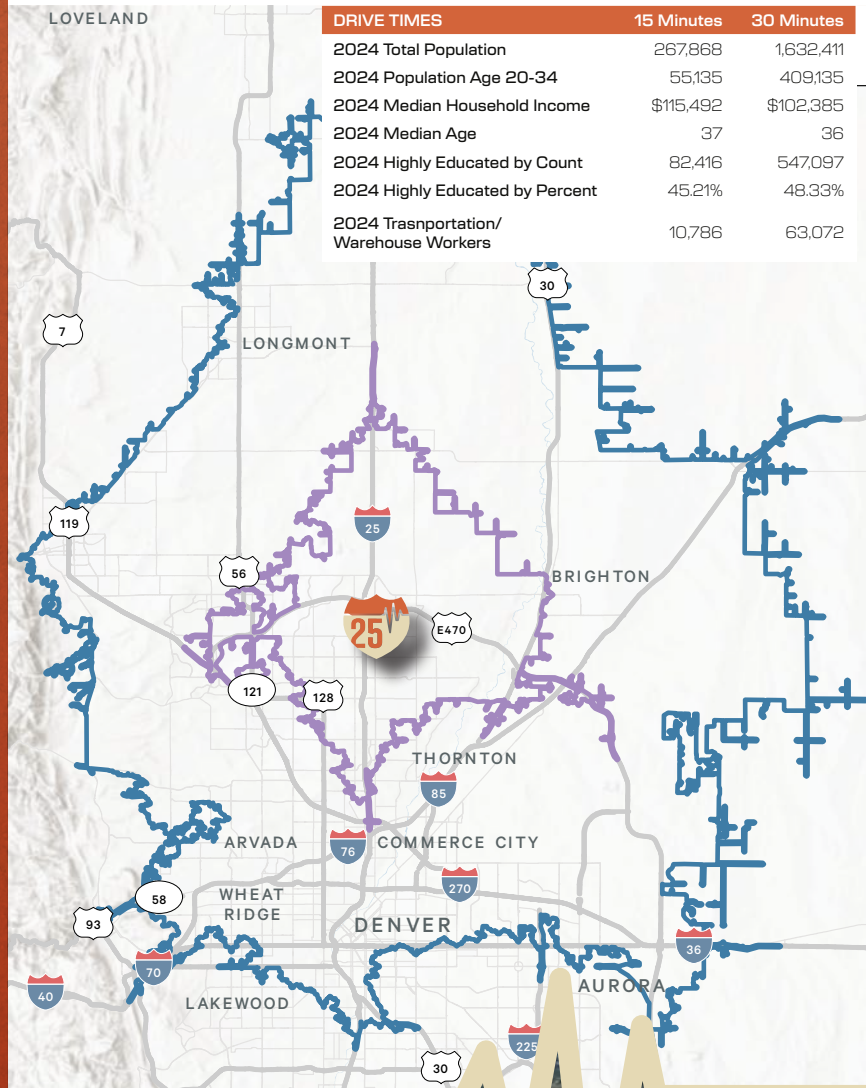 LOVELAND
DRIVE TIMES 15 Minutes 30 Minutes
2024 Total Population 267,868 1,632,411
2024 Population Age 20-34 55,135 409,135
2024 Median Household Income $115,492 $102,385
2024 Median Age 37 36
2024 Highly Educated by Count 82,416 547,097
2024 Highly Educated by Percent 45.21% 48.33%
2024 Trasnportation/
Warehouse Workers 10,786 63,072
30
7
LONGMONT
119
25
56
BRIGHTON
25
E470
121
128
THORNTON
85
ARVADA
76
COMMERCE CITY
270
WHEAT
RIDGE
58
93
DENVER
36
70
40
AURORA
LAKEWOOD
225
30